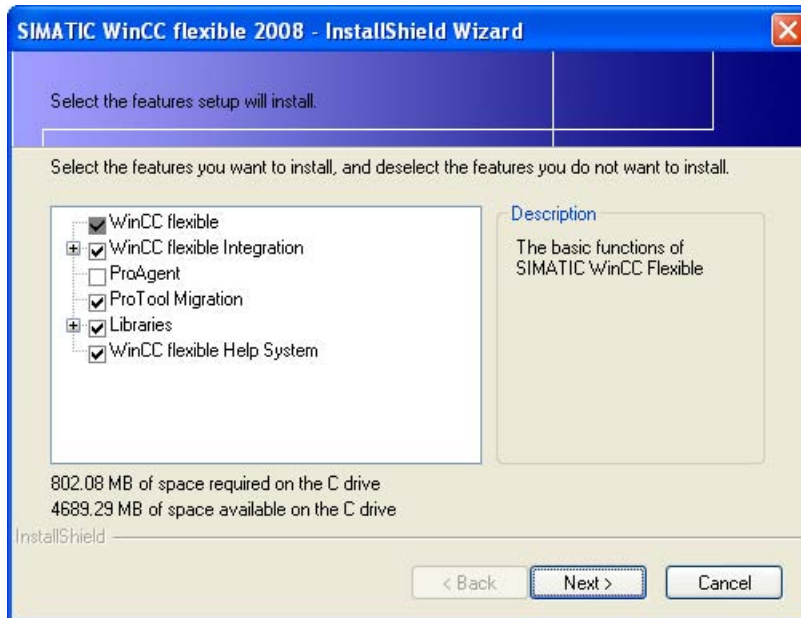 SIMATIC WinCC flexible 2008 - InstallShield Wizard
Select the features setup will install.
Select the features you want to install, and deselect the features you do not want to install.
WinCC flexible
WinCC flexible Integration
ProAgent
ProTool Migration
Libraries
WinCC flexible Help System
Description
The basic functions of
SIMATIC WinCC Flexible
802.08 MB of space required on the C drive
4689.29 MB of space available on the C drive
InstallShield
< Back
Next >
Cancel